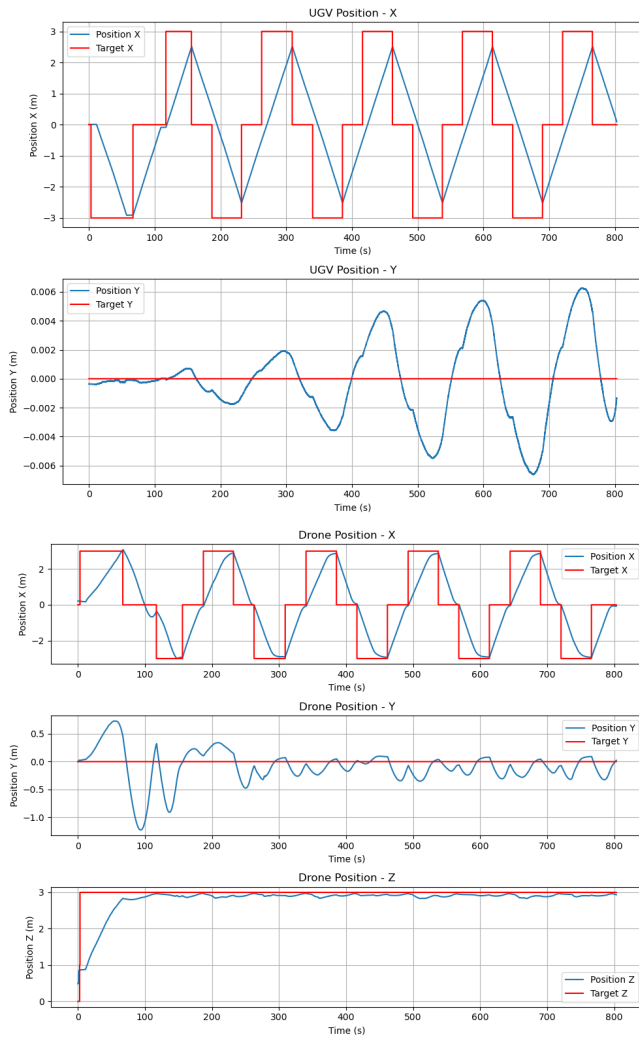 UGV Position - X
Position X (m)
3
2
1
0
−1
−2
−3
Position X
Target X
0 100 200 300 400 500 600 700 800
Time (s)
UGV Position - Y
Position Y (m)
0.006
0.004
0.002
0.000
−0.002
−0.004
−0.006
Position Y
Target Y
0 100 200 300 400 500 600 700 800
Time (s)
Drone Position - X
Position X (m)
2
0
−2
Position X
Target X
0 100 200 300 400 500 600 700 800
Time (s)
Drone Position - Y
Position Y (m)
0.5
0.0
−0.5
−1.0
Position Y
Target Y
0 100 200 300 400 500 600 700 800
Time (s)
Drone Position - Z
Position Z (m)
3
2
1
0
Position Z
Target Z
0 100 200 300 400 500 600 700 800
Time (s)